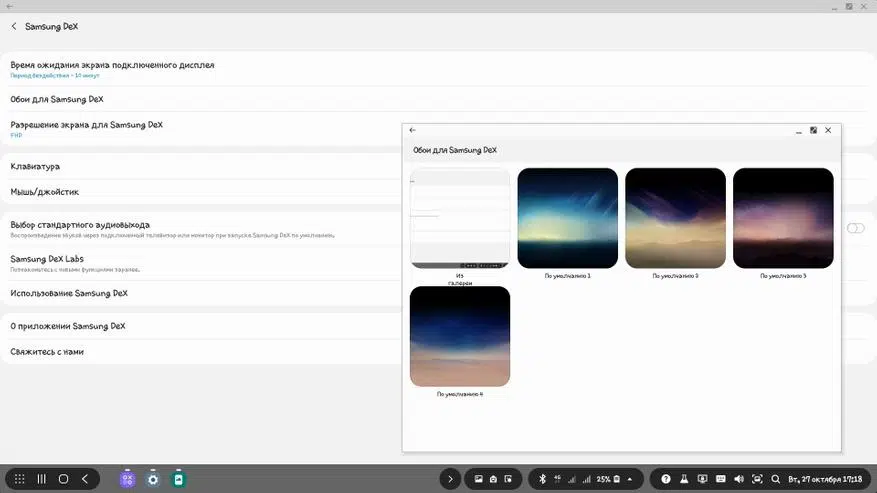 Samsung DeX
Время ожидания экрана подключенного дисплея
Период бездействия - 10 минут
Обои для Samsung DeX
Разрешение экрана для Samsung DeX
FHD
Клавиатура
Мышь/джойстик
Выбор стандартного аудиовыхода
Воспроизведение звуков через подключенный телевизор или монитор при запуске Samsung DeX по умолчанию.
Samsung DeX Labs
Познакомьтесь с новыми функциями заранее.
Использование Samsung DeX
О приложении Samsung DeX
Свяжитесь с нами
Обои для Samsung DeX
Из
галереи
По умолчанию 1
По умолчанию 2
По умолчанию 3
По умолчанию 4
4G
25%
Вт, 27 октября 17:18